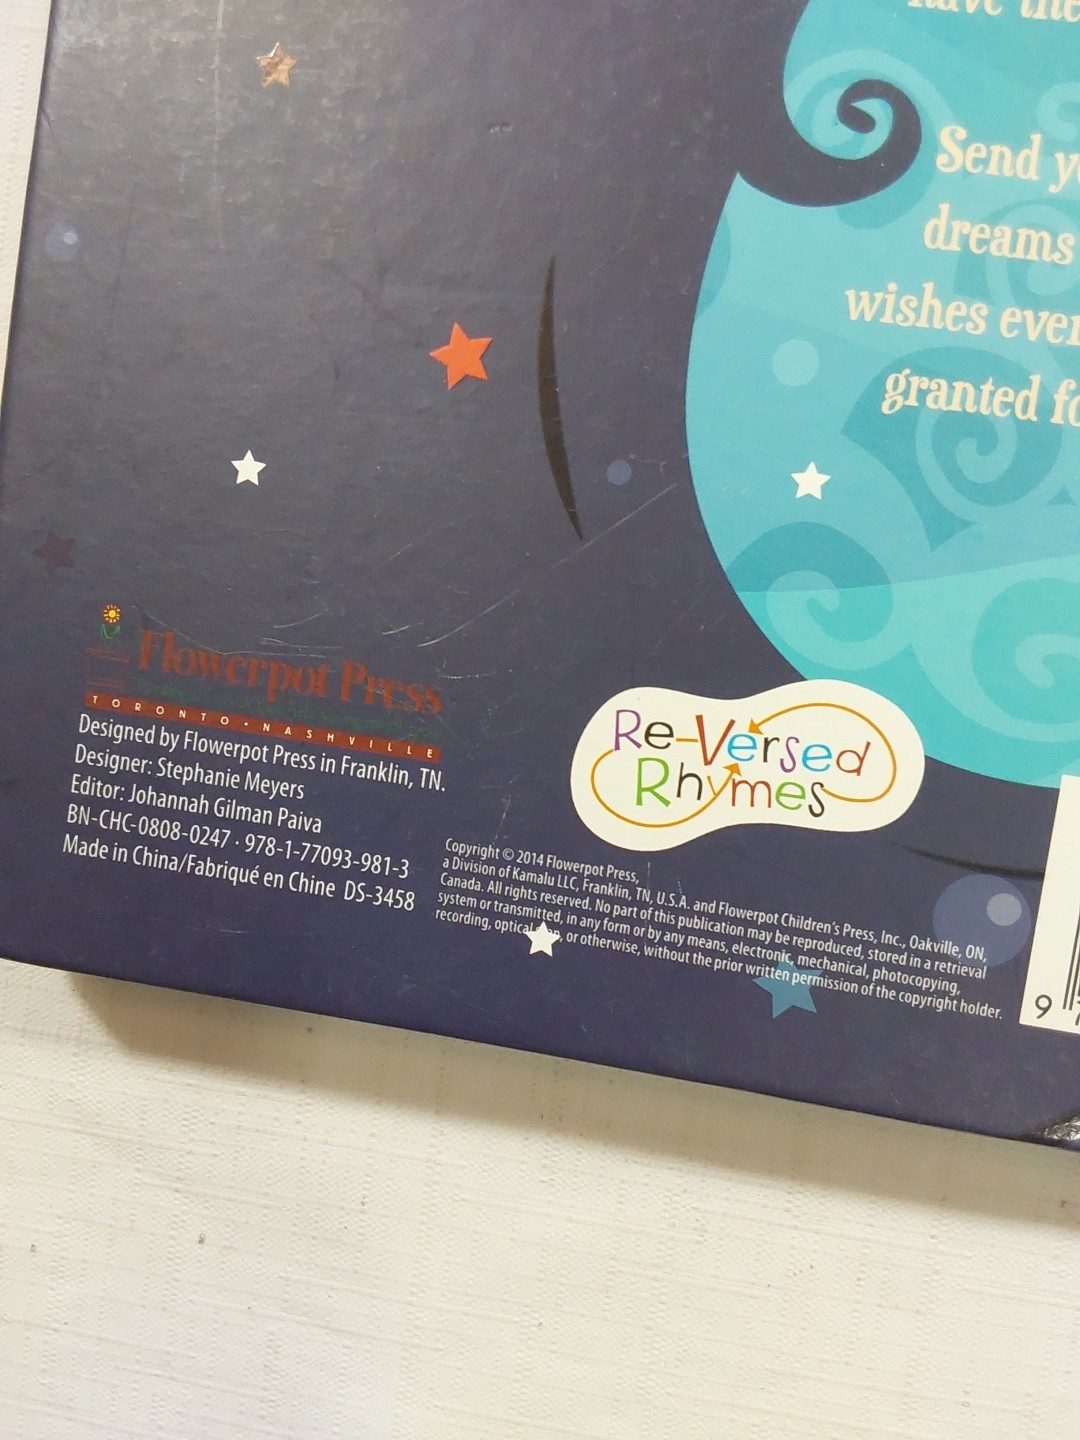 have the
Send
dreams
wishes
granted
Flowerpot Press
TORONTO • NASHVILLE
Designed by Flowerpot Press in Franklin, TN.
Designer: Stephanie Meyers
Editor: Johannah Gilman Paiva
BN-CHC-0808-0247 · 978-1-77093-981-3
Made in China/Fabriqué en Chine DS-3458
Re-Versed
Rhymes
Copyright © 2014 Flowerpot Press,
a Division of Kamalu LLC, Franklin, TN, U.S.A. and Flowerpot Children's Press, Inc., Oakville, ON,
Canada. All rights reserved. No part of this publication may be reproduced, stored in a retrieval
system or transmitted, in any form or by any means, electronic, mechanical, photocopying,
recording, optical, or otherwise, without the prior written permission of the copyright holder.
9